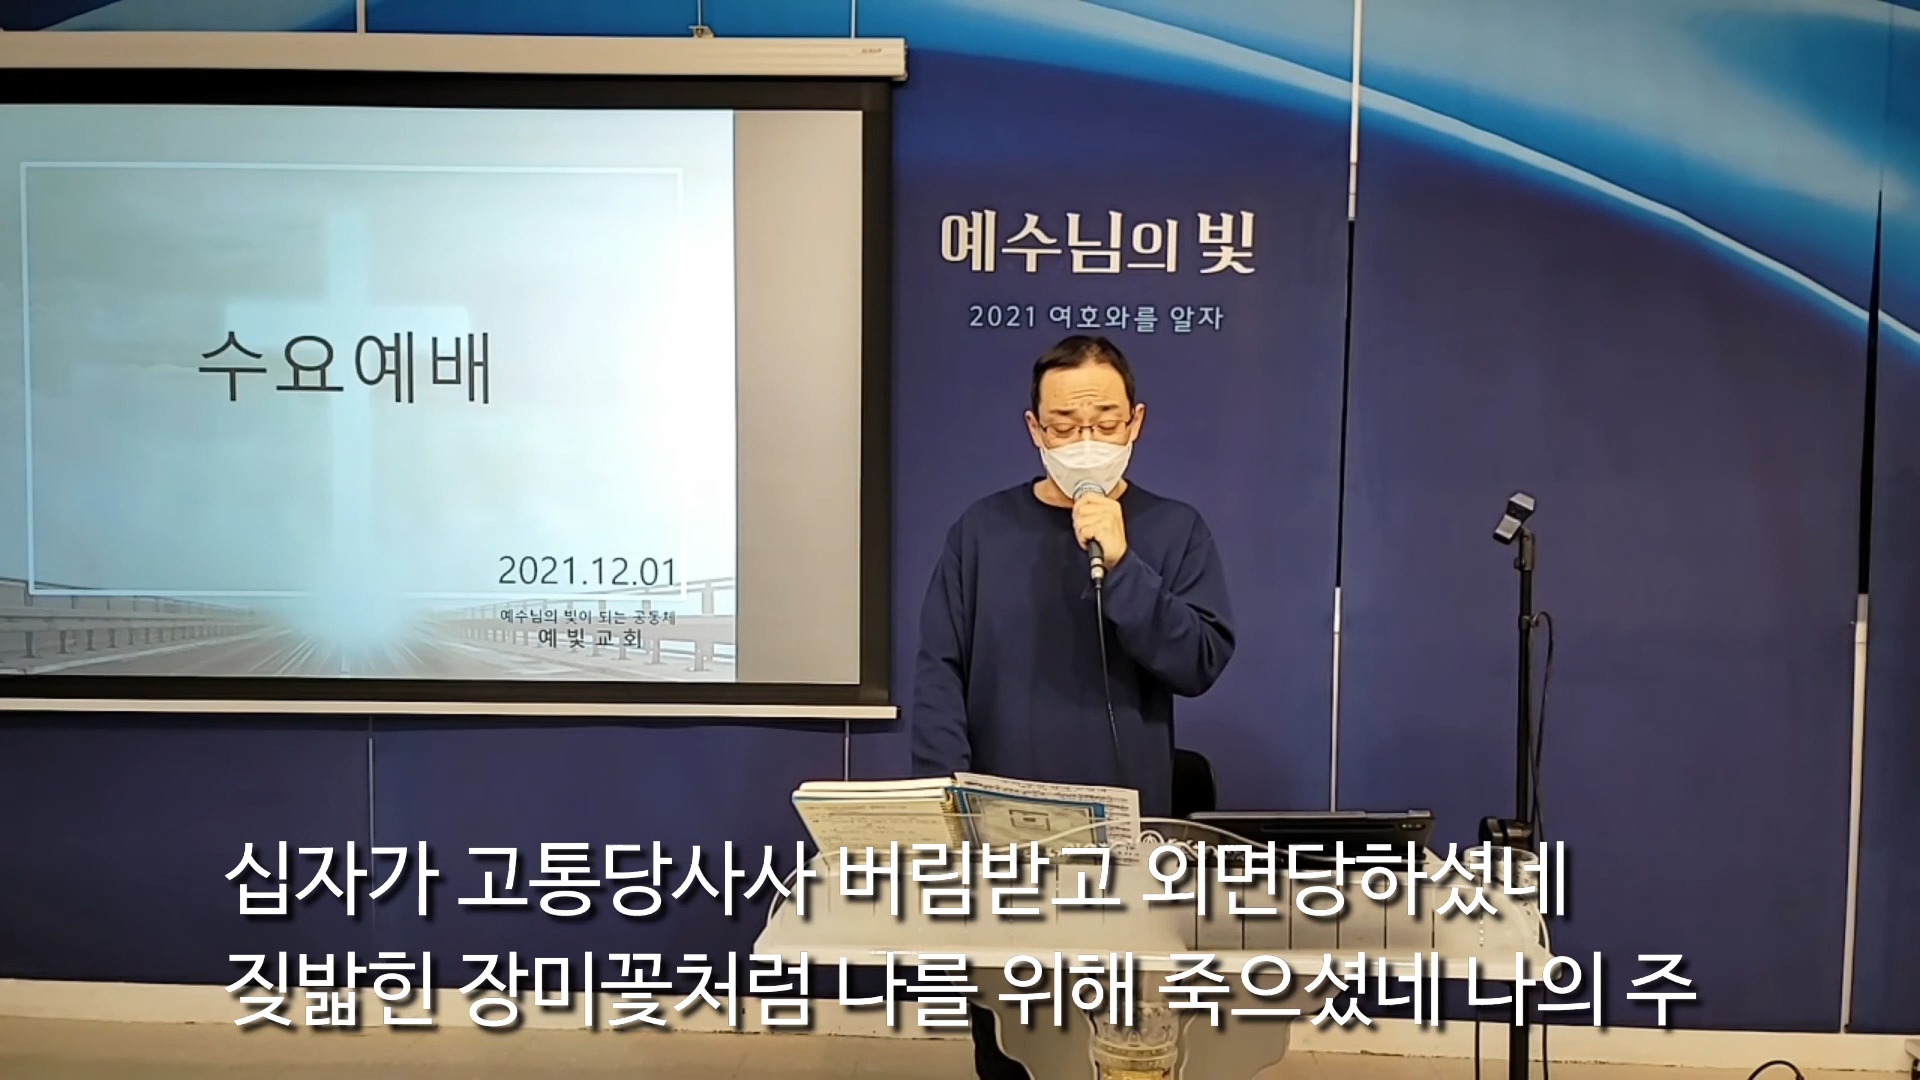 수요예배
2021.12.01
예수님의 빛이 되는 공동체
예빛교회
예수님의 빛
2021 여호와를 알자
십자가 고통당사사 버림받고 외면당하셨네
짖밟힌 장미꽃처럼 나를 위해 죽으셨네 나의 주